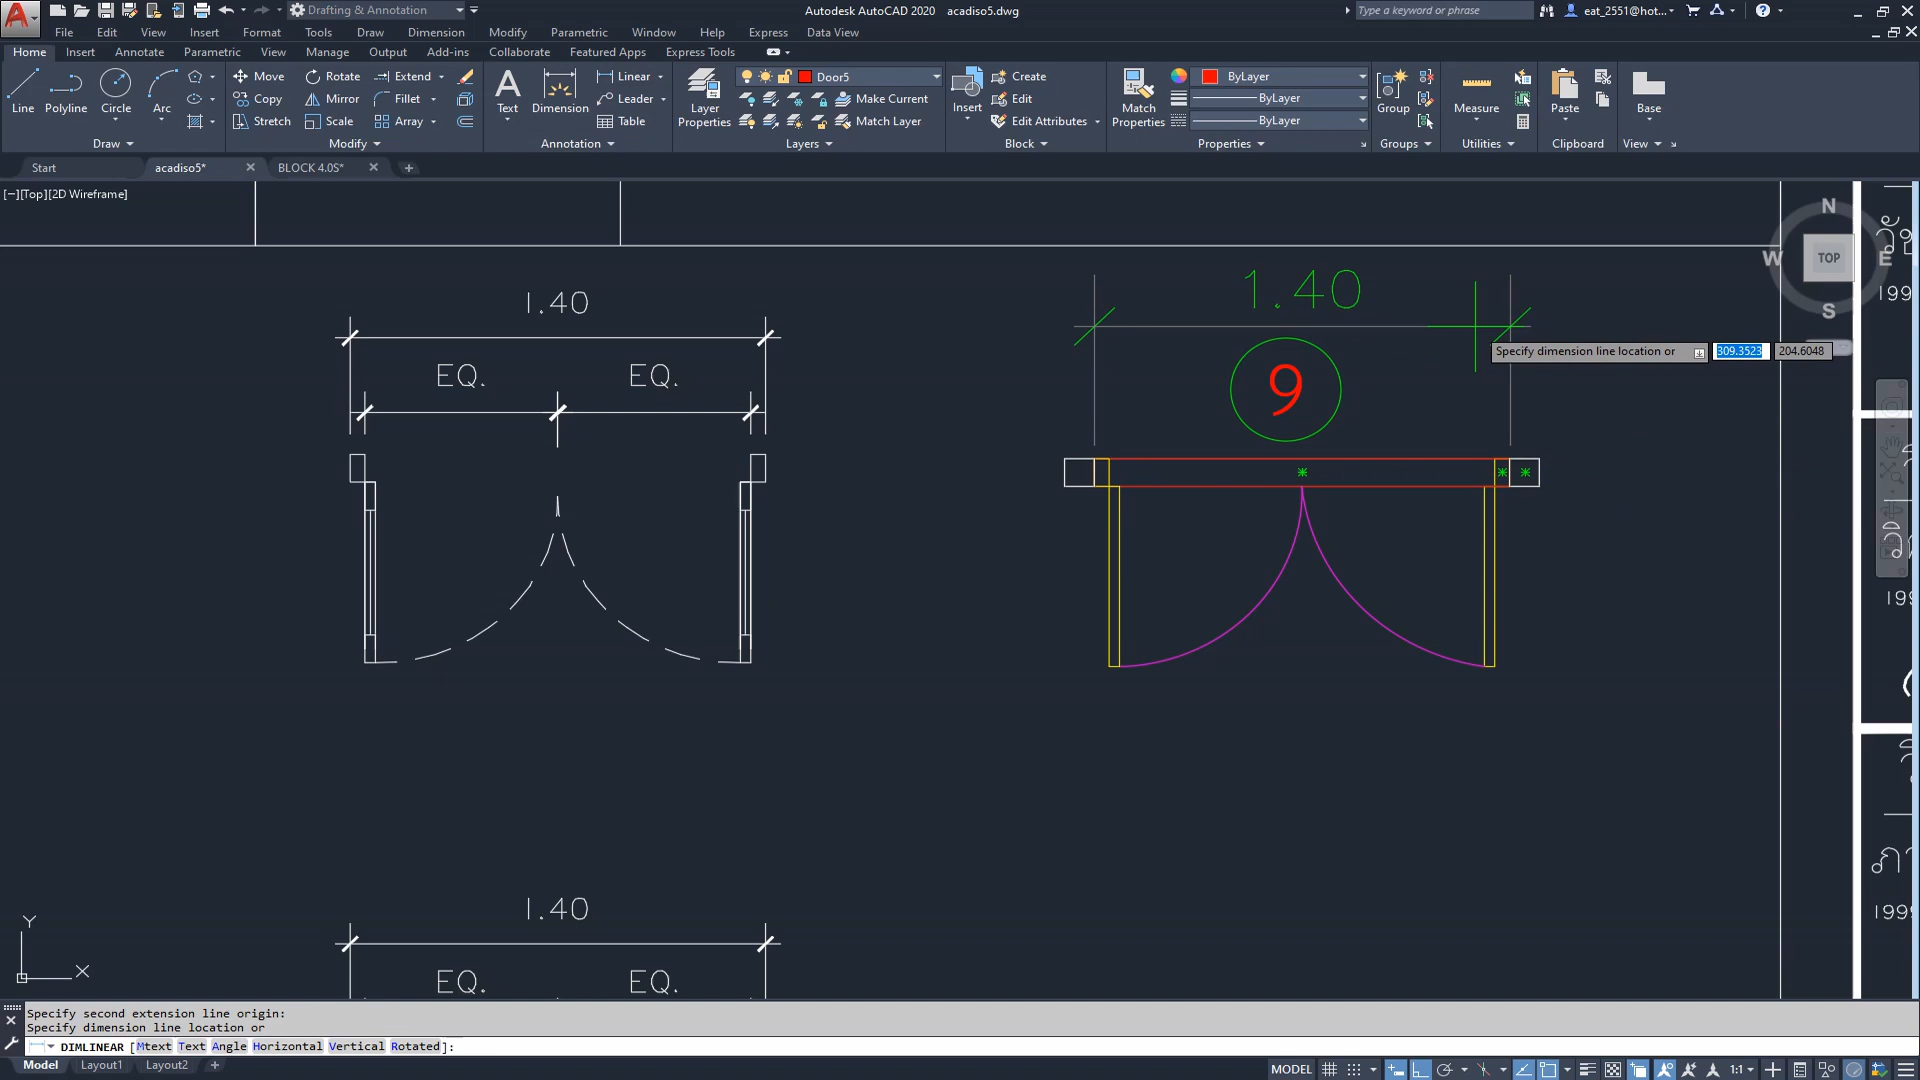 Drafting & Annotation
Autodesk AutoCAD 2020 acadiso5.dwg
Type a keyword or phrase
eat_2551@hot...
File Edit View Insert Format Tools Draw Dimension Modify Parametric Window Help Express Data View
Home Insert Annotate Parametric View Manage Output Add-ins Collaborate Featured Apps Express Tools
Line Polyline Circle Arc
Move Rotate Extend
Copy Mirror Fillet
Stretch Scale Array
Text Dimension
Linear
Leader
Table
Layer Properties
Door5
Make Current
Match Layer
Insert
Create
Edit
Edit Attributes
Match Properties
ByLayer
ByLayer
ByLayer
Group
Measure
Paste
Base
Draw Modify Annotation Layers Block Properties Groups Utilities Clipboard View
Start acadiso5* BLOCK 4.0S*
[−][Top][2D Wireframe]
N
W TOP E
S
1.40
EQ. EQ.
1.40
9
Specify dimension line location or 309.3523 204.6048
199
199
199
1.40
EQ. EQ.
Y
X
Specify second extension line origin:
Specify dimension line location or
DIMLINEAR [Mtext Text Angle Horizontal Vertical Rotated]:
Model Layout1 Layout2
MODEL 1:1